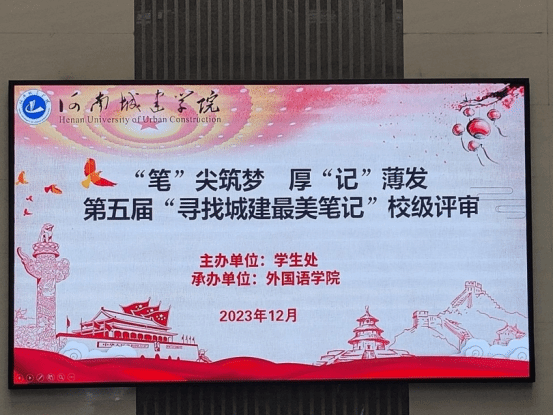 河南城建学院
Henan University of Urban Construction
“笔”尖筑梦 厚“记”薄发
第五届“寻找城建最美笔记”校级评审
主办单位：学生处
承办单位：外国语学院
2023年12月